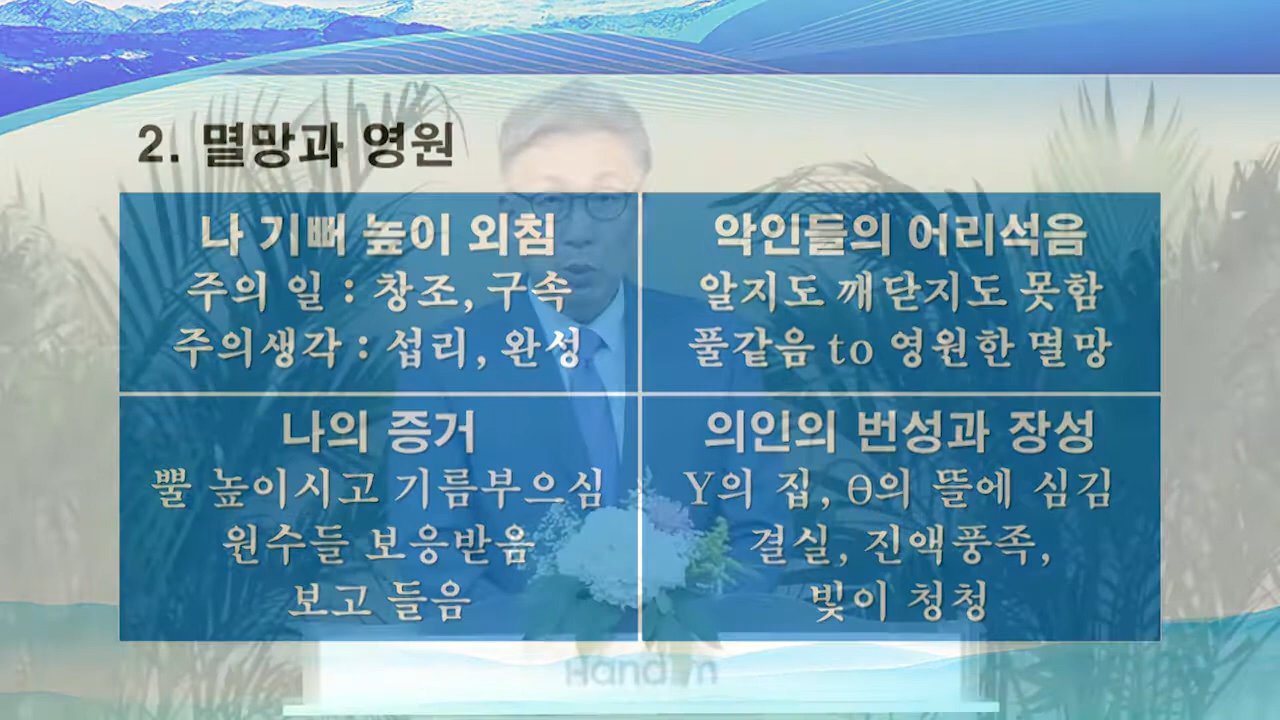 2. 멸망과 영원
나 기뻐 높이 외침
주의 일 : 창조, 구속
주의생각 : 섭리, 완성
악인들의 어리석음
알지도 깨닫지도 못함
풀같음 to 영원한 멸망
나의 증거
뿔 높이시고 기름부으심
원수들 보응받음
보고 들음
의인의 번성과 장성
Y의 집, θ의 뜰에 심김
결실, 진액풍족,
빛이 청청